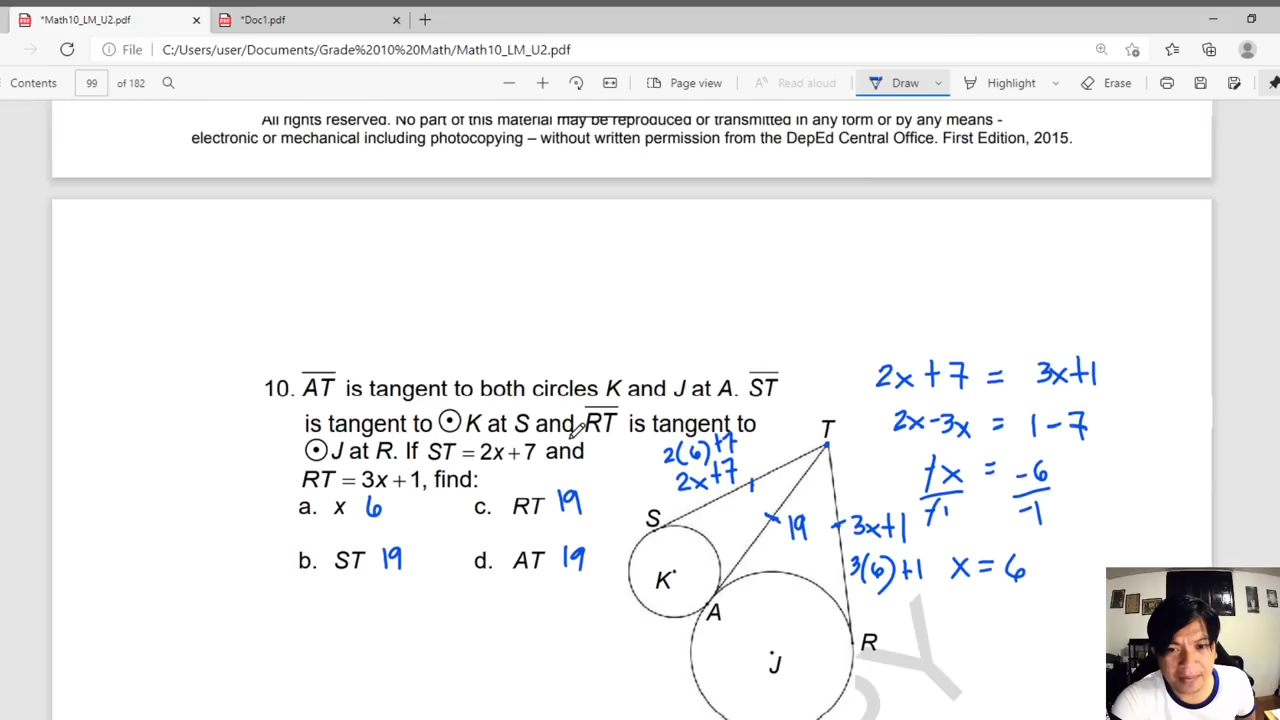 *Math10_LM_U2.pdf
*Doc1.pdf
File C:/Users/user/Documents/Grade%2010%20Math/Math10_LM_U2.pdf
Contents 99 of 182 Page view Read aloud Draw Highlight Erase
All rights reserved. No part of this material may be reproduced or transmitted in any form or by any means -
electronic or mechanical including photocopying – without written permission from the DepEd Central Office. First Edition, 2015.
10. AT is tangent to both circles K and J at A. ST
is tangent to ⊙K at S and RT is tangent to
⊙J at R. If ST = 2x + 7 and
RT = 3x + 1, find:
a. x 6
c. RT 19
b. ST 19
d. AT 19
T
2(6)+7
2x+7
S
K
A
19
3x+1
3(6)+1
R
J
2x+7 = 3x+1
2x-3x = 1-7
-x = -6
-1 -1
x = 6
PY